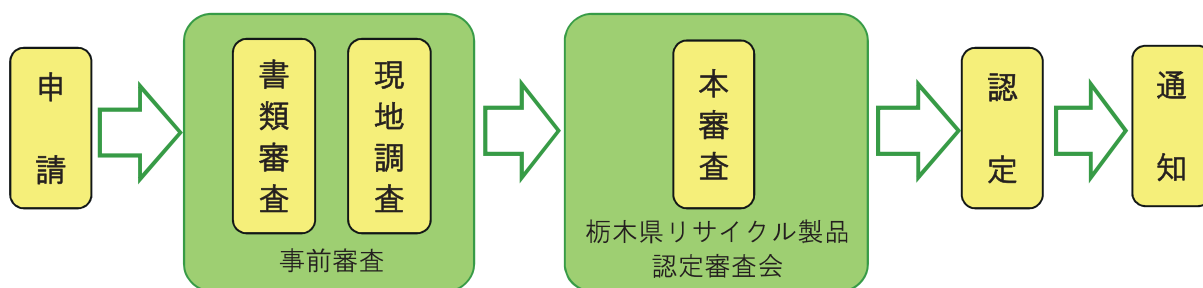 申請
書類審査
現地調査
事前審査
本審査
栃木県リサイクル製品
認定審査会
認定
通知